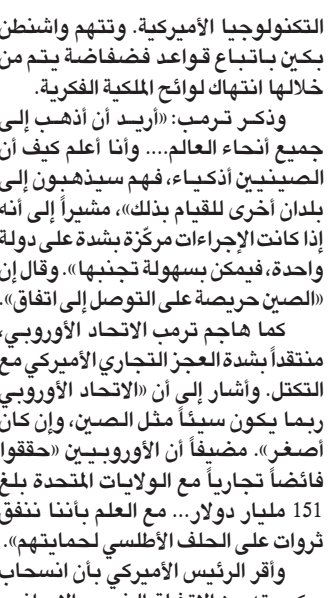 التكنولوجيا الأميركية. وتتهم واشنطن
بكين باتباع قواعد فضفاضة يتم من
خلالها انتهاك لوائح الملكية الفكرية.
وذكر ترمب: «أريد أن أذهب إلى
جميع أنحاء العالم.... وأنا أعلم كيف أن
الصينيين أذكياء، فهم سيذهبون إلى
بلدان أخرى للقيام بذلك»، مشيراً إلى أنه
إذا كانت الإجراءات مركّزة بشدة على دولة
واحدة، فيمكن بسهولة تجنبها». وقال إن
«الصين حريصة على التوصل إلى اتفاق».
كما هاجم ترمب الاتحاد الأوروبي،
منتقداً بشدة العجز التجاري الأميركي مع
التكتل. وأشار إلى أن «الاتحاد الأوروبي
ربما يكون سيئاً مثل الصين، وإن كان
أصغر». مضيفاً أن الأوروبيين «حققوا
فائضاً تجارياً مع الولايات المتحدة بلغ
151 مليار دولار... مع العلم بأننا ننفق
ثروات على الحلف الأطلسي لحمايتهم».
وأقر الرئيس الأميركي بأن انسحاب